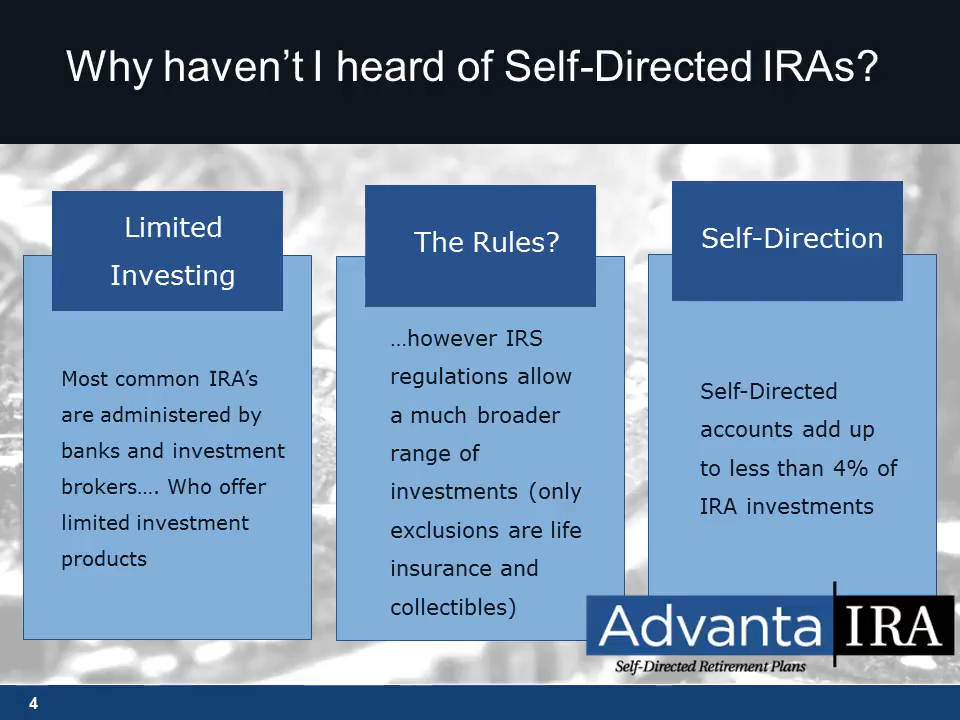 Why haven’t I heard of Self-Directed IRAs?
Limited
Investing
Most common IRA’s
are administered by
banks and investment
brokers…. Who offer
limited investment
products
The Rules?
…however IRS
regulations allow
a much broader
range of
investments (only
exclusions are life
insurance and
collectibles)
Self-Direction
Self-Directed
accounts add up
to less than 4% of
IRA investments
Advanta IRA
Self-Directed Retirement Plans
4